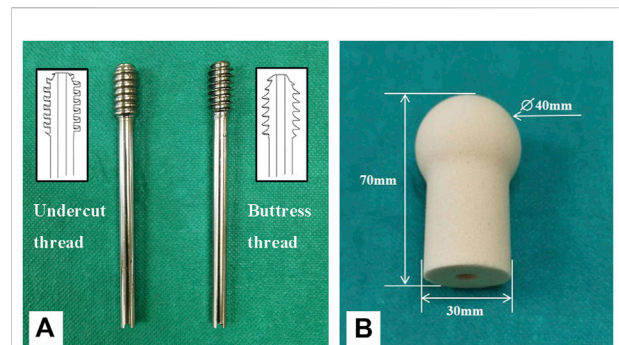 Undercut
thread
Buttress
thread
A
Ø40mm
70mm
30mm
B